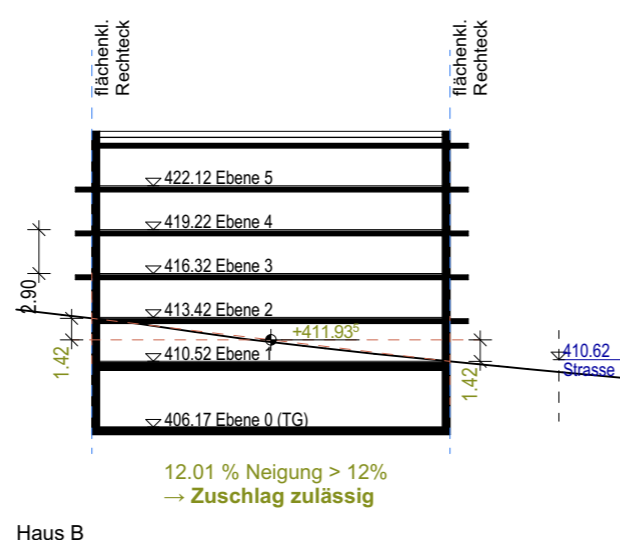 flächenkl.
Rechteck
flächenkl.
Rechteck
422.12 Ebene 5
419.22 Ebene 4
416.32 Ebene 3
2.90
413.42 Ebene 2
+411.93⁵
1.42
410.52 Ebene 1
1.42
410.62
Strasse
406.17 Ebene 0 (TG)
12.01 % Neigung > 12%
→ Zuschlag zulässig
Haus B